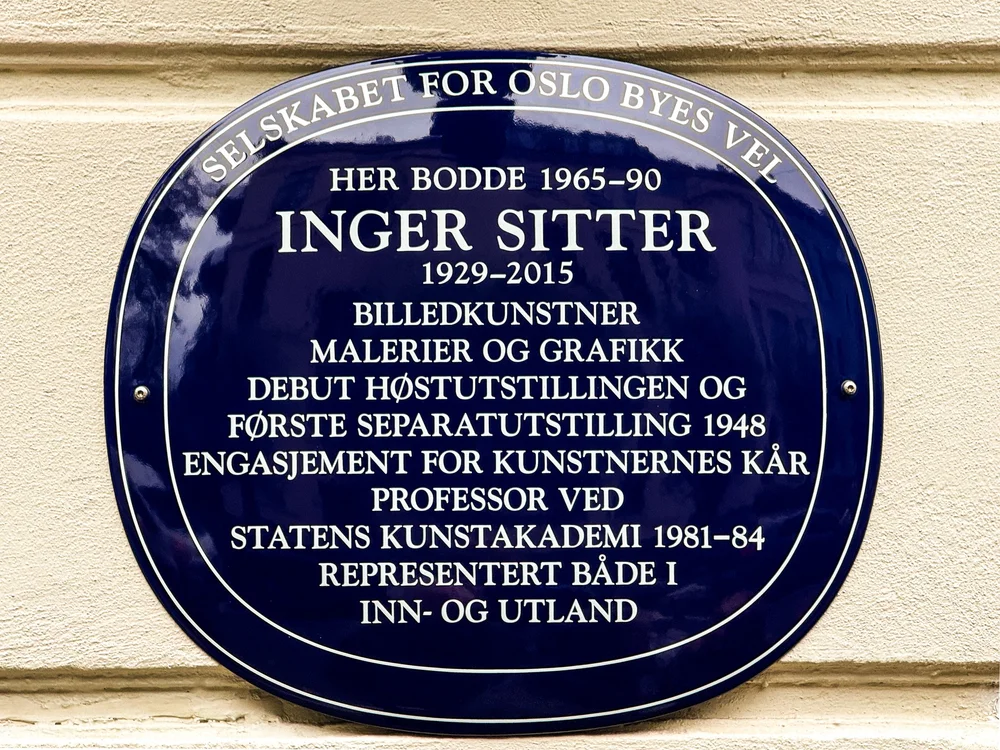 SELSKABET FOR OSLO BYES VEL
HER BODDE 1965–90
INGER SITTER
1929–2015
BILLEDKUNSTNER
MALERIER OG GRAFIKK
DEBUT HØSTUTSTILLINGEN OG
FØRSTE SEPARATUTSTILLING 1948
ENGASJEMENT FOR KUNSTNERNES KÅR
PROFESSOR VED
STATENS KUNSTAKADEMI 1981–84
REPRESENTERT BÅDE I
INN- OG UTLAND